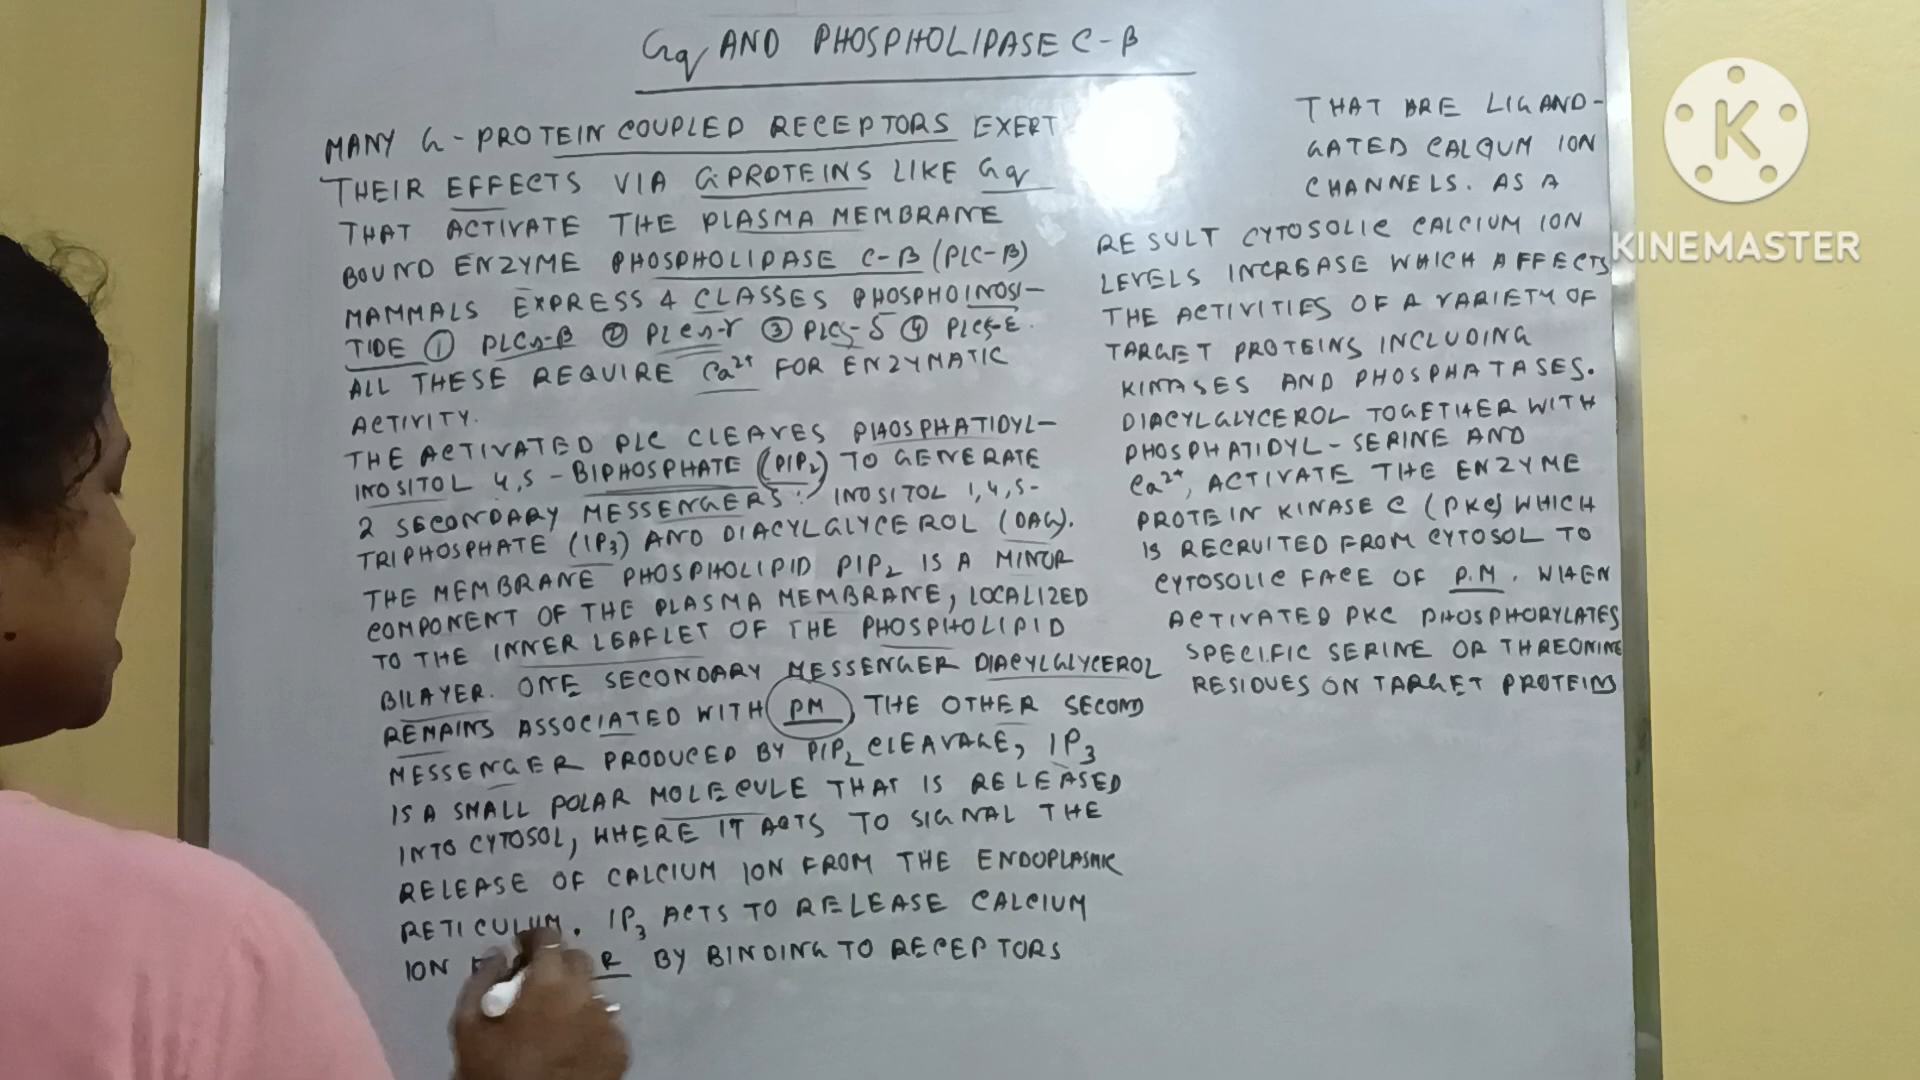 Gq AND PHOSPHOLIPASE C-β
MANY G-PROTEIN COUPLED RECEPTORS EXERT
THEIR EFFECTS VIA G PROTEINS LIKE Gq
THAT ACTIVATE THE PLASMA MEMBRANE
BOUND ENZYME PHOSPHOLIPASE C-β (PLC-β)
MAMMALS EXPRESS 4 CLASSES PHOSPHOINOSI-
TIDE ① PLCs-β ② PLCs-γ ③ PLCs-δ ④ PLCs-ε.
ALL THESE REQUIRE Ca²⁺ FOR ENZYMATIC
ACTIVITY.
THE ACTIVATED PLC CLEAVES PHOSPHATIDYL-
INOSITOL 4,5-BIPHOSPHATE (PIP₂) TO GENERATE
2 SECONDARY MESSENGERS: INOSITOL 1,4,5-
TRIPHOSPHATE (IP₃) AND DIACYLGLYCEROL (DAG).
THE MEMBRANE PHOSPHOLIPID PIP₂ IS A MINOR
COMPONENT OF THE PLASMA MEMBRANE, LOCALIZED
TO THE INNER LEAFLET OF THE PHOSPHOLIPID
BILAYER. ONE SECONDARY MESSENGER DIACYLGLYCEROL
REMAINS ASSOCIATED WITH PM, THE OTHER SECOND
MESSENGER PRODUCED BY PIP₂ CLEAVAGE, IP₃
IS A SMALL POLAR MOLECULE THAT IS RELEASED
INTO CYTOSOL, WHERE IT ACTS TO SIGNAL THE
RELEASE OF CALCIUM ION FROM THE ENDOPLASMIC
RETICULUM. IP₃ ACTS TO RELEASE CALCIUM
ION BY BINDING TO RECEPTORS
THAT ARE LIGAND-
GATED CALCIUM ION
CHANNELS. AS A
RESULT CYTOSOLIC CALCIUM ION
LEVELS INCREASE WHICH AFFECTS
THE ACTIVITIES OF A VARIETY OF
TARGET PROTEINS INCLUDING
KINASES AND PHOSPHATASES.
DIACYLGLYCEROL TOGETHER WITH
PHOSPHATIDYL-SERINE AND
Ca²⁺, ACTIVATE THE ENZYME
PROTEIN KINASE C (PKC) WHICH
IS RECRUITED FROM CYTOSOL TO
CYTOSOLIC FACE OF P.M. WHEN
ACTIVATED PKC PHOSPHORYLATES
SPECIFIC SERINE OR THREONINE
RESIDUES ON TARGET PROTEINS
K
KINEMASTER